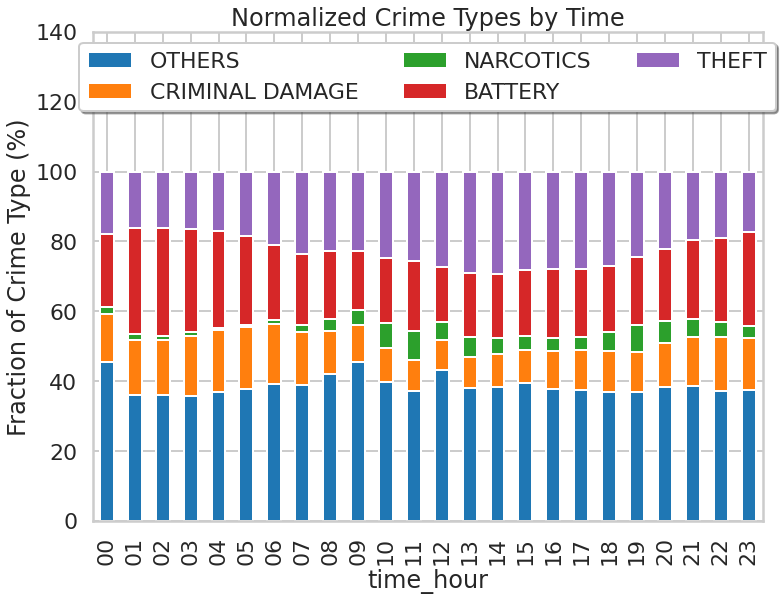 Normalized Crime Types by Time
OTHERS NARCOTICS THEFT
CRIMINAL DAMAGE BATTERY
Fraction of Crime Type (%)
140
120
100
80
60
40
20
0
00 01 02 03 04 05 06 07 08 09 10 11 12 13 14 15 16 17 18 19 20 21 22 23
time_hour